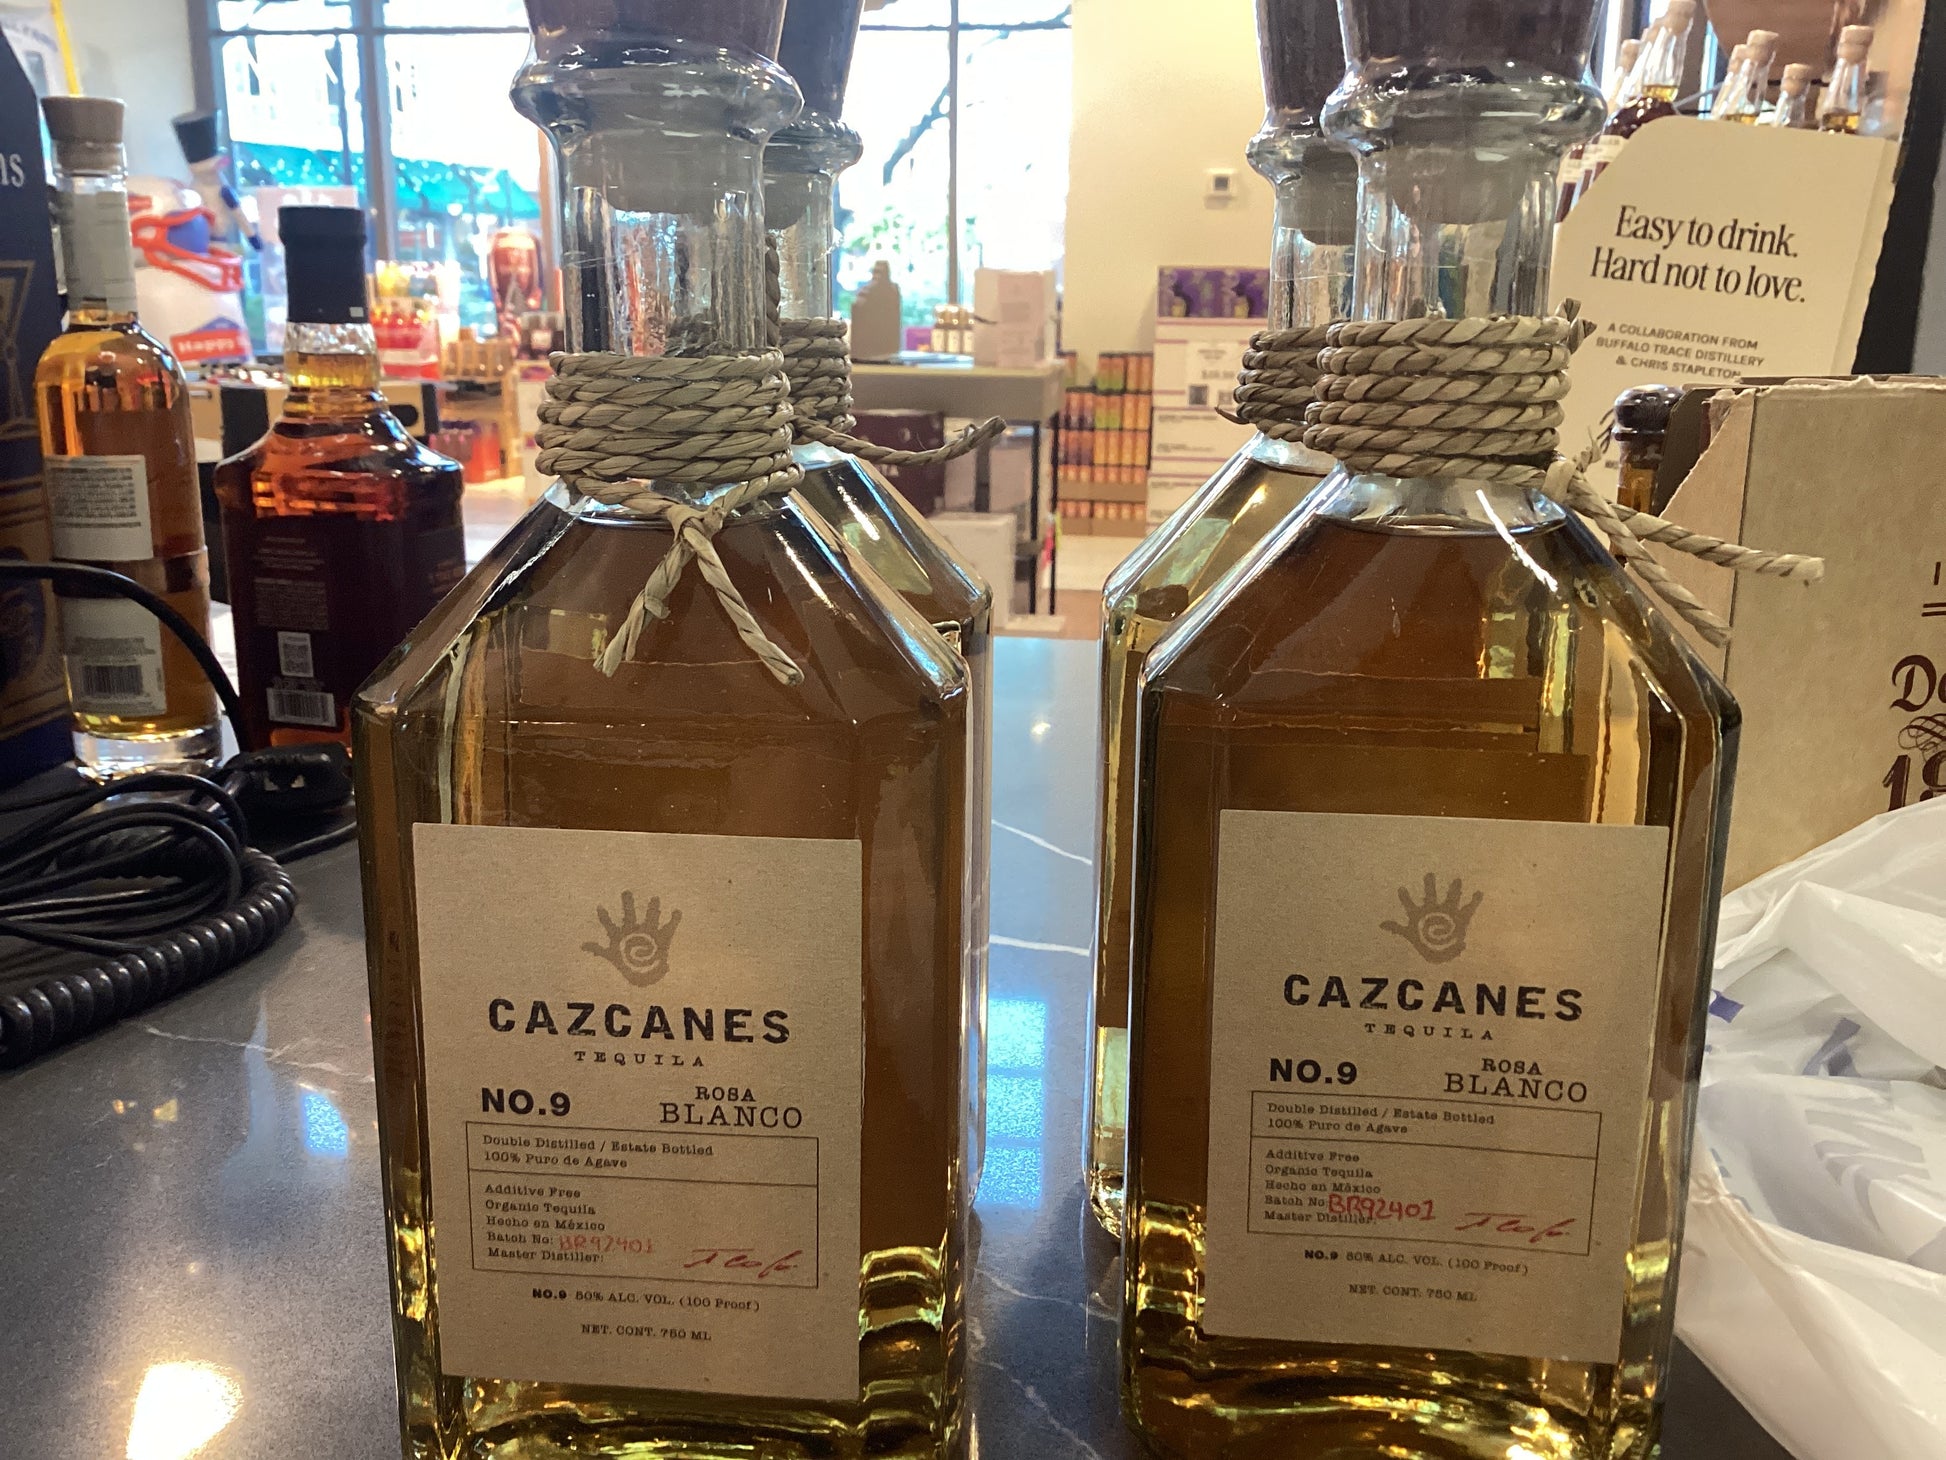 CAZCANES
TEQUILA
NO.9
ROSA
BLANCO
Double Distilled / Estate Bottled
100% Puro de Agave
Additive Free
Organic Tequila
Hecho en México
Batch No: BR92401
Master Distiller:
NO.9 50% ALC. VOL. (100 Proof)
NET. CONT. 750 ML
CAZCANES
TEQUILA
NO.9
ROSA
BLANCO
Double Distilled / Estate Bottled
100% Puro de Agave
Additive Free
Organic Tequila
Hecho en México
Batch No: BR92401
Master Distiller:
NO.9 50% ALC. VOL. (100 Proof)
NET. CONT: 750 ML
Easy to drink.
Hard not to love.
A COLLABORATION FROM
BUFFALO TRACE DISTILLERY
& CHRIS STAPLETON
Happy